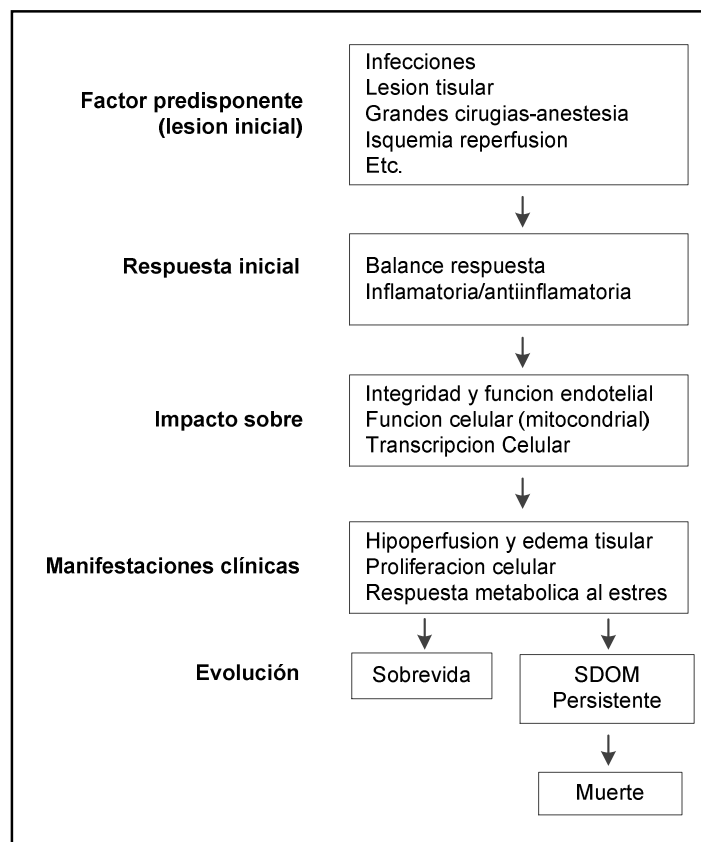 Factor predisponente
(lesion inicial)
Infecciones
Lesion tisular
Grandes cirugias-anestesia
Isquemia reperfusion
Etc.
Respuesta inicial
Balance respuesta
Inflamatoria/antiinflamatoria
Impacto sobre
Integridad y funcion endotelial
Funcion celular (mitocondrial)
Transcripcion Celular
Manifestaciones clínicas
Hipoperfusion y edema tisular
Proliferacion celular
Respuesta metabolica al estres
Evolución
Sobrevida
SDOM
Persistente
Muerte